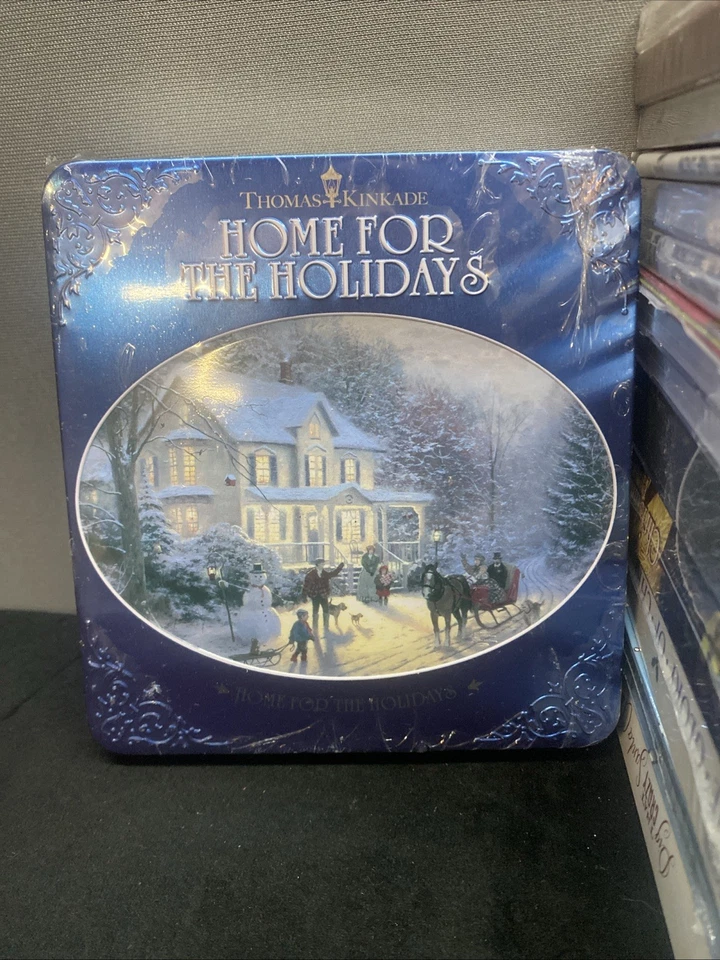 THOMAS KINKADE
HOME FOR
THE HOLIDAYS
HOME FOR THE HOLIDAYS